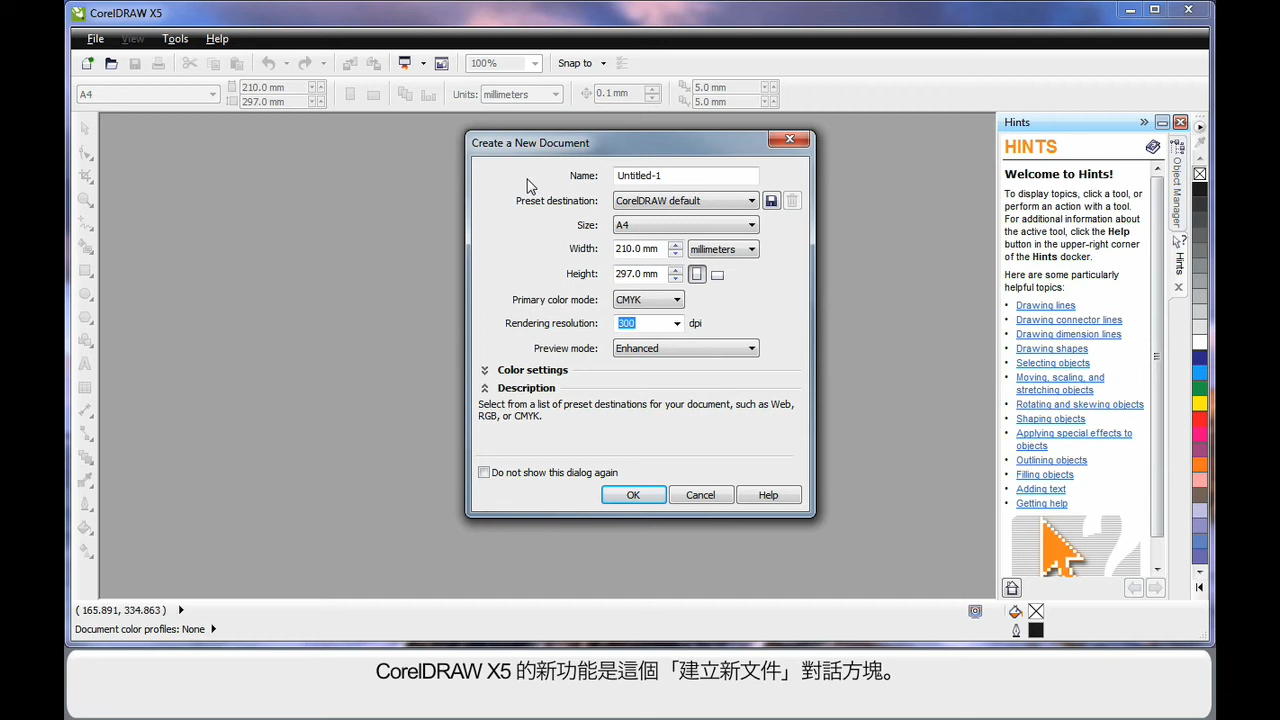 CorelDRAW X5
File View Tools Help
100% Snap to
A4 210.0 mm 297.0 mm Units: millimeters 0.1 mm 5.0 mm 5.0 mm
Create a New Document
Name: Untitled-1
Preset destination: CorelDRAW default
Size: A4
Width: 210.0 mm millimeters
Height: 297.0 mm
Primary color mode: CMYK
Rendering resolution: 300 dpi
Preview mode: Enhanced
Color settings
Description
Select from a list of preset destinations for your document, such as Web,
RGB, or CMYK.
Do not show this dialog again
OK Cancel Help
Hints
HINTS
Welcome to Hints!
To display topics, click a tool, or
perform an action with a tool.
For additional information about
the active tool, click the Help
button in the upper-right corner
of the Hints docker.
Here are some particularly
helpful topics:
• Drawing lines
• Drawing connector lines
• Drawing dimension lines
• Drawing shapes
• Selecting objects
• Moving, scaling, and
stretching objects
• Rotating and skewing objects
• Shaping objects
• Applying special effects to
objects
• Outlining objects
• Filling objects
• Adding text
• Getting help
Object Manager
Hints
( 165.891, 334.863 )
Document color profiles: None
CorelDRAW X5 的新功能是這個「建立新文件」對話方塊。